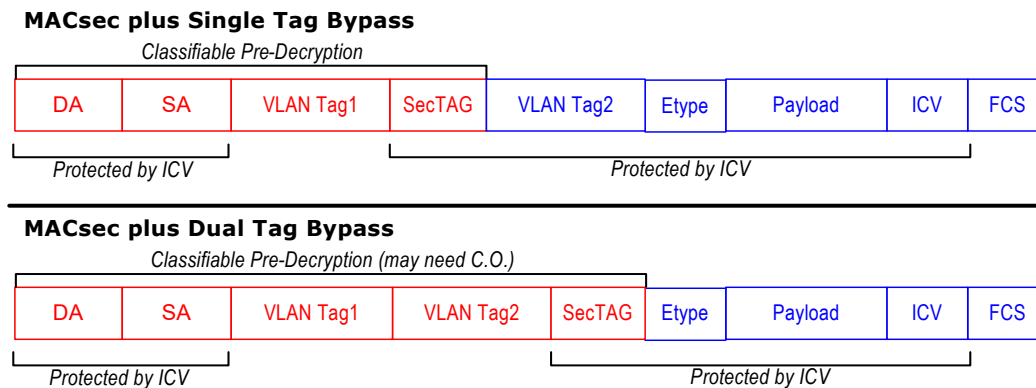 MACsec plus Single Tag Bypass
Classifiable Pre-Decryption
DA SA VLAN Tag1 SecTAG VLAN Tag2 Etype Payload ICV FCS
Protected by ICV Protected by ICV
MACsec plus Dual Tag Bypass
Classifiable Pre-Decryption (may need C.O.)
DA SA VLAN Tag1 VLAN Tag2 SecTAG Etype Payload ICV FCS
Protected by ICV Protected by ICV